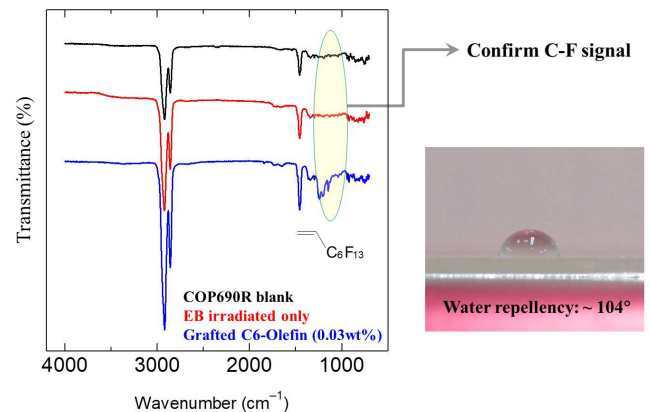 Confirm C-F signal
Transmittance (%)
C6F13
COP690R blank
EB irradiated only
Grafted C6-Olefin (0.03wt%)
Water repellency: ~ 104°
4000 3000 2000 1000
Wavenumber (cm⁻¹)